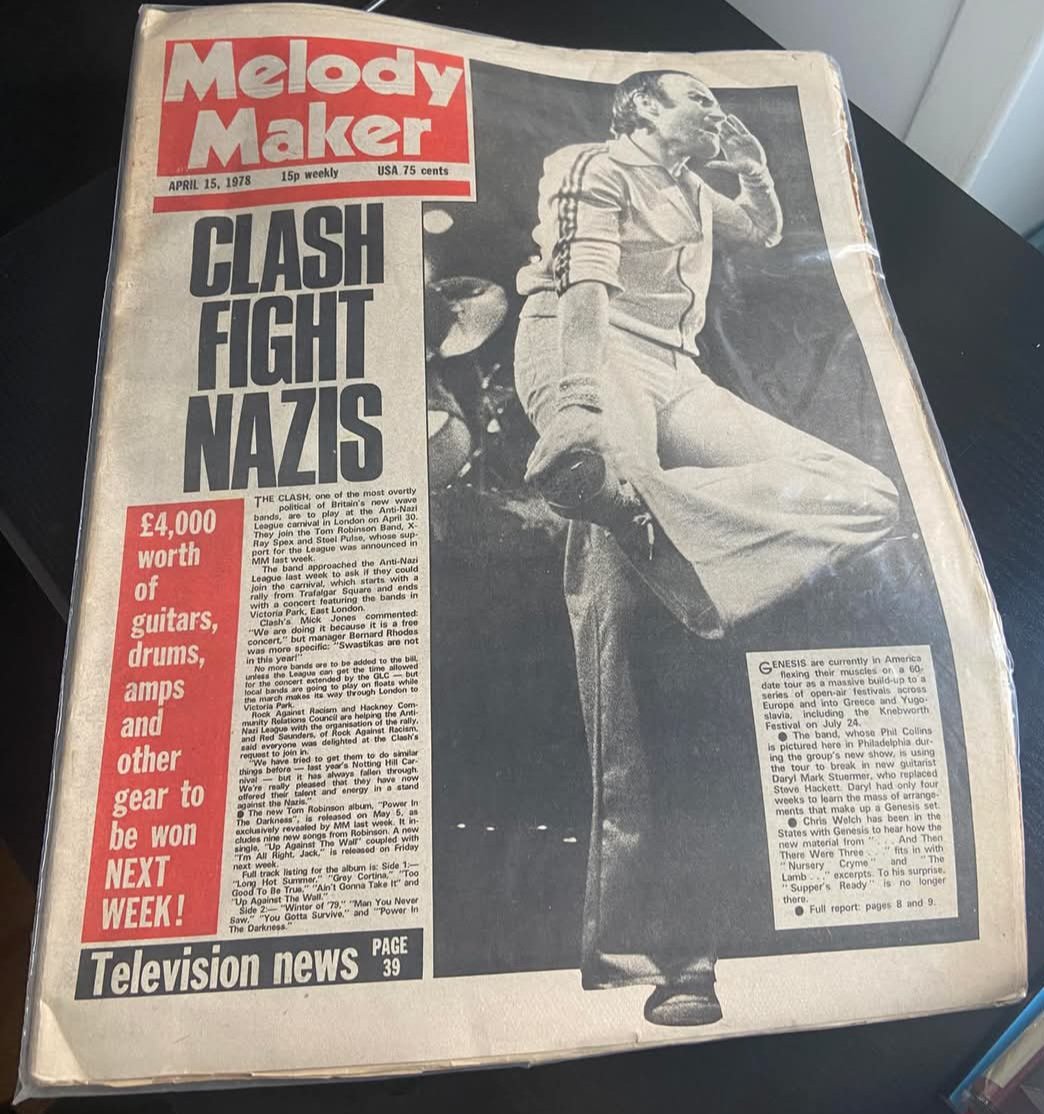 Melody
Maker
APRIL 15, 1978 15p weekly USA 75 cents
CLASH
FIGHT
NAZIS
£4,000
worth
of
guitars,
drums,
amps
and
other
gear to
be won
NEXT
WEEK!
THE CLASH, one of the most overtly
political of Britain's new wave
bands, are to play at the Anti-Nazi
League carnival in London on April 30.
They join the Tom Robinson Band, X-
Ray Spex and Steel Pulse, whose sup-
port for the League was announced in
MM last week.
The band approached the Anti-Nazi
League last week to ask if they could
join the carnival, which starts with a
rally from Trafalgar Square and ends
with a concert featuring the bands in
Victoria Park, East London.
Clash's Mick Jones commented:
"We are doing it because it is a free
concert," but manager Bernard Rhodes
was more specific: "Swastikas are not
in this year!"
No more bands are to be added to the bill,
unless the League can get the time allowed
for the concert extended by the GLC — but
local bands are going to play on floats while
the march makes its way through London to
Victoria Park.
Rock Against Racism and Hackney Com-
munity Relations Council are helping the Anti-
Nazi League with the organisation of the rally,
and Red Saunders, of Rock Against Racism,
said everyone was delighted at the Clash's
request to join in.
"We have tried to get them to do similar
things before — last year's Notting Hill Car-
nival — but it has always fallen through.
We're really pleased that they have now
offered their talent and energy in a stand
against the Nazis."
● The new Tom Robinson album, "Power In
The Darkness", is released on May 5, as
exclusively revealed by MM last week. It in-
cludes nine new songs from Robinson. A new
single, "Up Against The Wall" coupled with
"I'm All Right, Jack," is released on Friday
next week.
Full track listing for the album is: Side 1:—
"Long Hot Summer," "Grey Cortina," "Too
Good To Be True," "Ain't Gonna Take It" and
"Up Against The Wall."
Side 2:— "Winter of '79," "Man You Never
Saw," "You Gotta Survive," and "Power In
The Darkness."
Television news PAGE
39
GENESIS are currently in America
flexing their muscles on a 60-
date tour as a massive build-up to a
series of open-air festivals across
Europe and into Greece and Yugo-
slavia, including the Knebworth
Festival on July 24.
● The band, whose Phil Collins
is pictured here in Philadelphia dur-
ing the group's new show, is using
the tour to break in new guitarist
Daryl Mark Stuermer, who replaced
Steve Hackett. Daryl had only four
weeks to learn the mass of arrange-
ments that make up a Genesis set.
● Chris Welch has been in the
States with Genesis to hear how the
new material from ". . . And Then
There Were Three . . ." fits in with
"Nursery Cryme" and "The
Lamb . . ." excerpts. To his surprise,
"Supper's Ready" is no longer
there.
● Full report: pages 8 and 9.